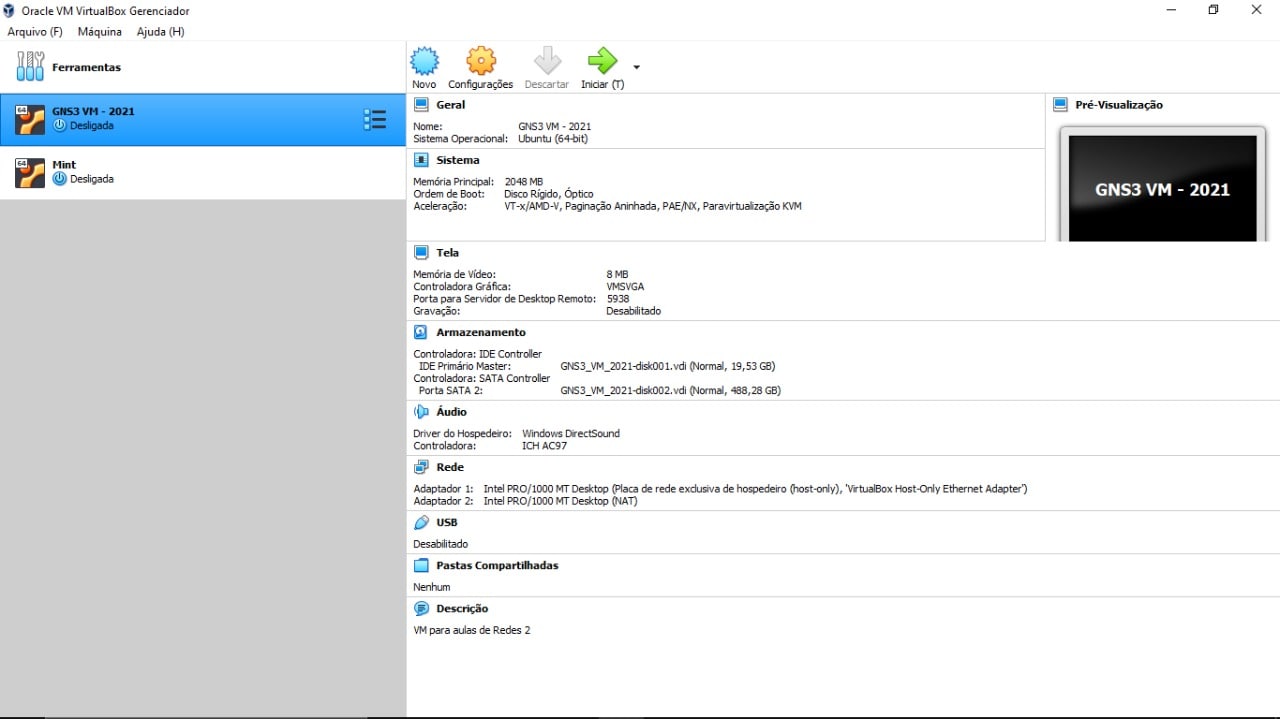 Oracle VM VirtualBox Gerenciador
Arquivo (F) Máquina Ajuda (H)
Ferramentas
64 GNS3 VM - 2021
Desligada
64 Mint
Desligada
Novo Configurações Descartar Iniciar (T)
Geral
Nome: GNS3 VM - 2021
Sistema Operacional: Ubuntu (64-bit)
Pré-Visualização
GNS3 VM - 2021
Sistema
Memória Principal: 2048 MB
Ordem de Boot: Disco Rígido, Óptico
Aceleração: VT-x/AMD-V, Paginação Aninhada, PAE/NX, Paravirtualização KVM
Tela
Memória de Vídeo: 8 MB
Controladora Gráfica: VMSVGA
Porta para Servidor de Desktop Remoto: 5938
Gravação: Desabilitado
Armazenamento
Controladora: IDE Controller
IDE Primário Master: GNS3_VM_2021-disk001.vdi (Normal, 19,53 GB)
Controladora: SATA Controller
Porta SATA 2: GNS3_VM_2021-disk002.vdi (Normal, 488,28 GB)
Áudio
Driver do Hospedeiro: Windows DirectSound
Controladora: ICH AC97
Rede
Adaptador 1: Intel PRO/1000 MT Desktop (Placa de rede exclusiva de hospedeiro (host-only), 'VirtualBox Host-Only Ethernet Adapter')
Adaptador 2: Intel PRO/1000 MT Desktop (NAT)
USB
Desabilitado
Pastas Compartilhadas
Nenhum
Descrição
VM para aulas de Redes 2